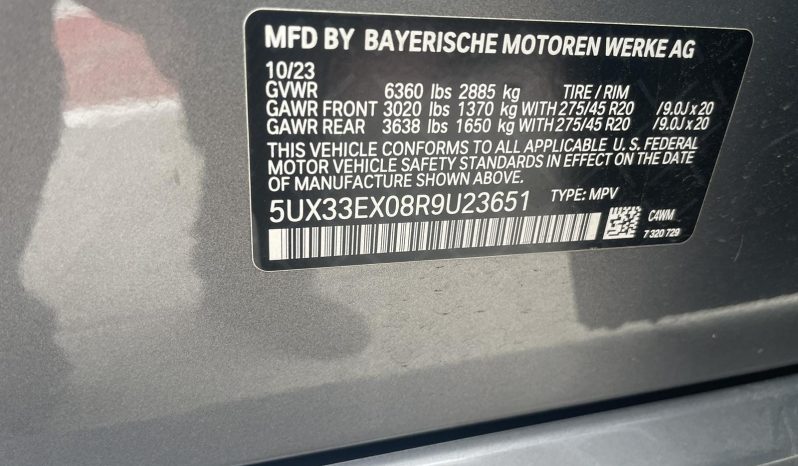 MFD BY BAYERISCHE MOTOREN WERKE AG
10/23
GVWR 6360 lbs 2885 kg TIRE / RIM
GAWR FRONT 3020 lbs 1370 kg WITH 275/45 R20 /9.0J x 20
GAWR REAR 3638 lbs 1650 kg WITH 275/45 R20 /9.0J x 20
THIS VEHICLE CONFORMS TO ALL APPLICABLE U. S. FEDERAL
MOTOR VEHICLE SAFETY STANDARDS IN EFFECT ON THE DATE
OF MANUFACTURE SHOWN ABOVE.
5UX33EX08R9U23651 TYPE: MPV
C4WM
7 320 729